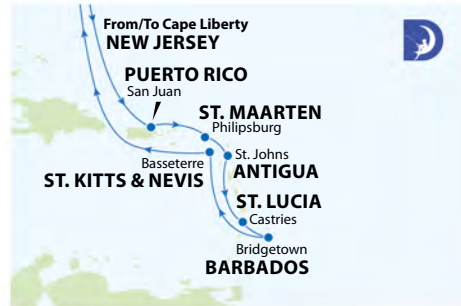 From/To Cape Liberty
NEW JERSEY
PUERTO RICO
San Juan
ST. MAARTEN
Philipsburg
Basseterre
St. Johns
ST. KITTS & NEVIS
ANTIGUA
ST. LUCIA
Castries
Bridgetown
BARBADOS